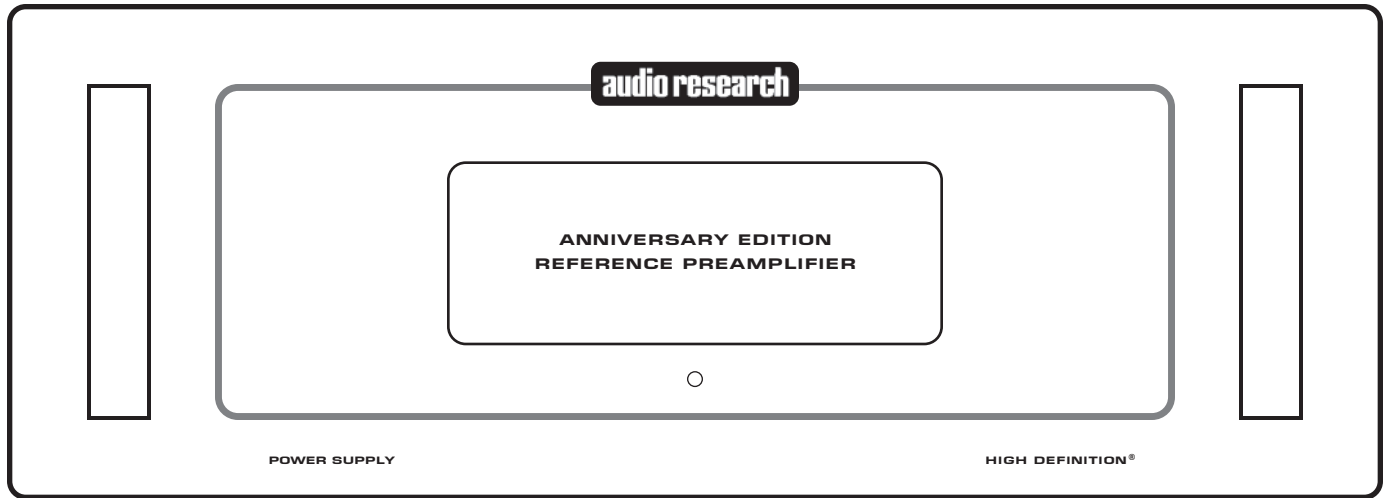 audio research
ANNIVERSARY EDITION
REFERENCE PREAMPLIFIER
POWER SUPPLY
HIGH DEFINITION®